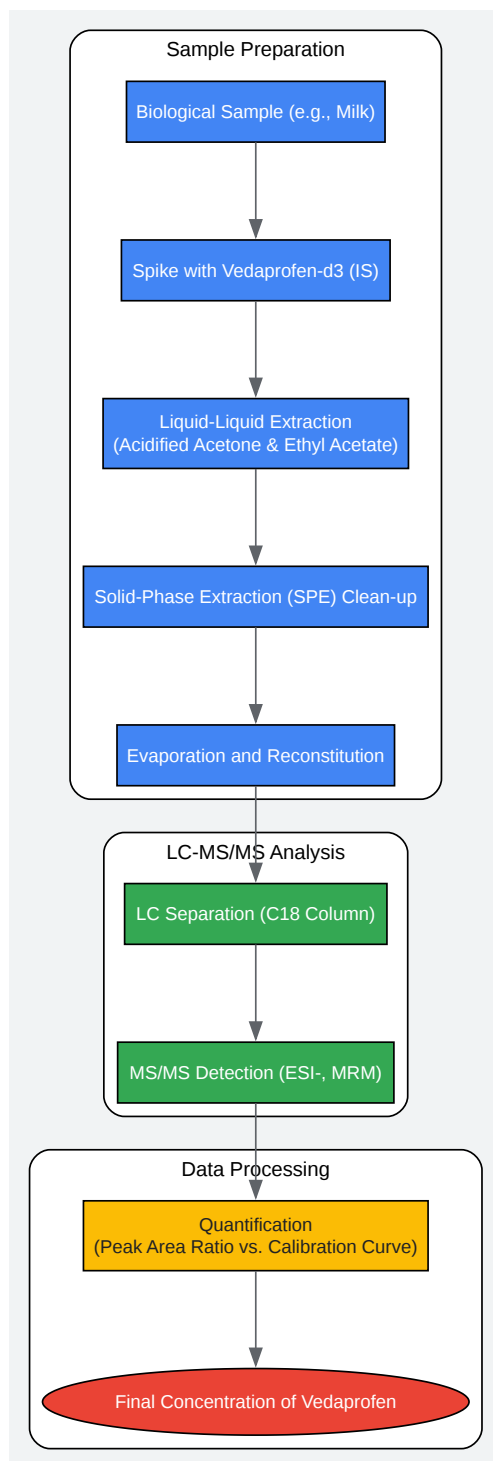 Sample Preparation
Biological Sample (e.g., Milk)
Spike with Vedaprofen-d3 (IS)
Liquid-Liquid Extraction
(Acidified Acetone & Ethyl Acetate)
Solid-Phase Extraction (SPE) Clean-up
Evaporation and Reconstitution
LC-MS/MS Analysis
LC Separation (C18 Column)
MS/MS Detection (ESI-, MRM)
Data Processing
Quantification
(Peak Area Ratio vs. Calibration Curve)
Final Concentration of Vedaprofen